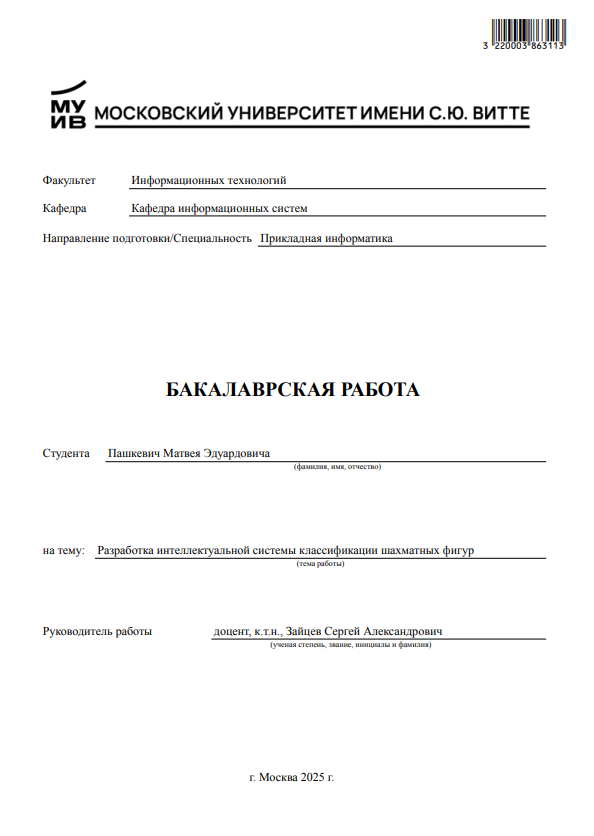 3 220003 863113
МУ
ИВ МОСКОВСКИЙ УНИВЕРСИТЕТ ИМЕНИ С.Ю. ВИТТЕ
Факультет Информационных технологий
Кафедра Кафедра информационных систем
Направление подготовки/Специальность Прикладная информатика
БАКАЛАВРСКАЯ РАБОТА
Студента Пашкевич Матвея Эдуардовича
(фамилия, имя, отчество)
на тему: Разработка интеллектуальной системы классификации шахматных фигур
(тема работы)
Руководитель работы доцент, к.т.н., Зайцев Сергей Александрович
(ученая степень, звание, инициалы и фамилия)
г. Москва 2025 г.